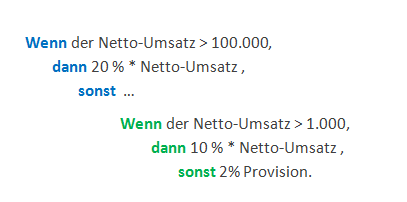 Wenn der Netto-Umsatz > 100.000,
dann 20 % * Netto-Umsatz ,
sonst ...
Wenn der Netto-Umsatz > 1.000,
dann 10 % * Netto-Umsatz ,
sonst 2% Provision.